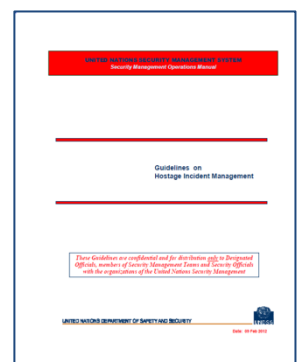 UNITED NATIONS SECURITY MANAGEMENT SYSTEM
Security Management Operations Manual
Guidelines on
Hostage Incident Management
These Guidelines are confidential and for distribution only to Designated
Officials, members of Security Management Teams and Security Officials
with the organizations of the United Nations Security Management
UNITED NATIONS DEPARTMENT OF SAFETY AND SECURITY